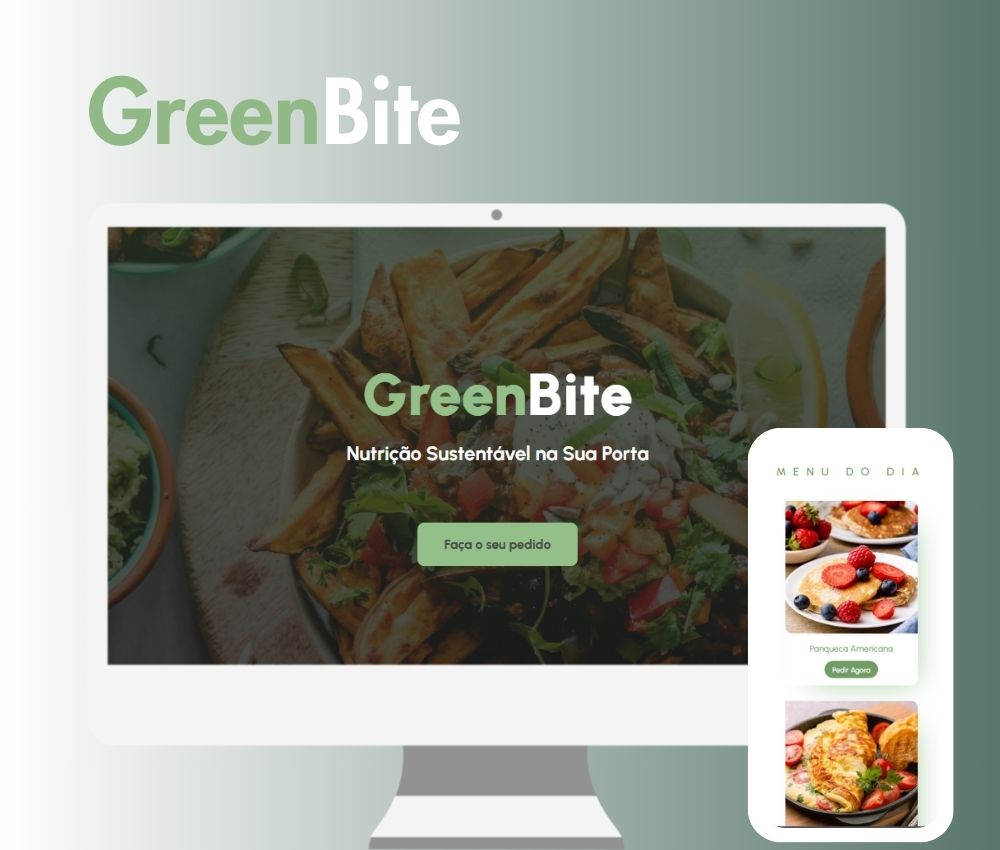 GreenBite
GreenBite
Nutrição Sustentável na Sua Porta
Faça o seu pedido
MENU DO DIA
Panqueca Americana
Pedir Agora